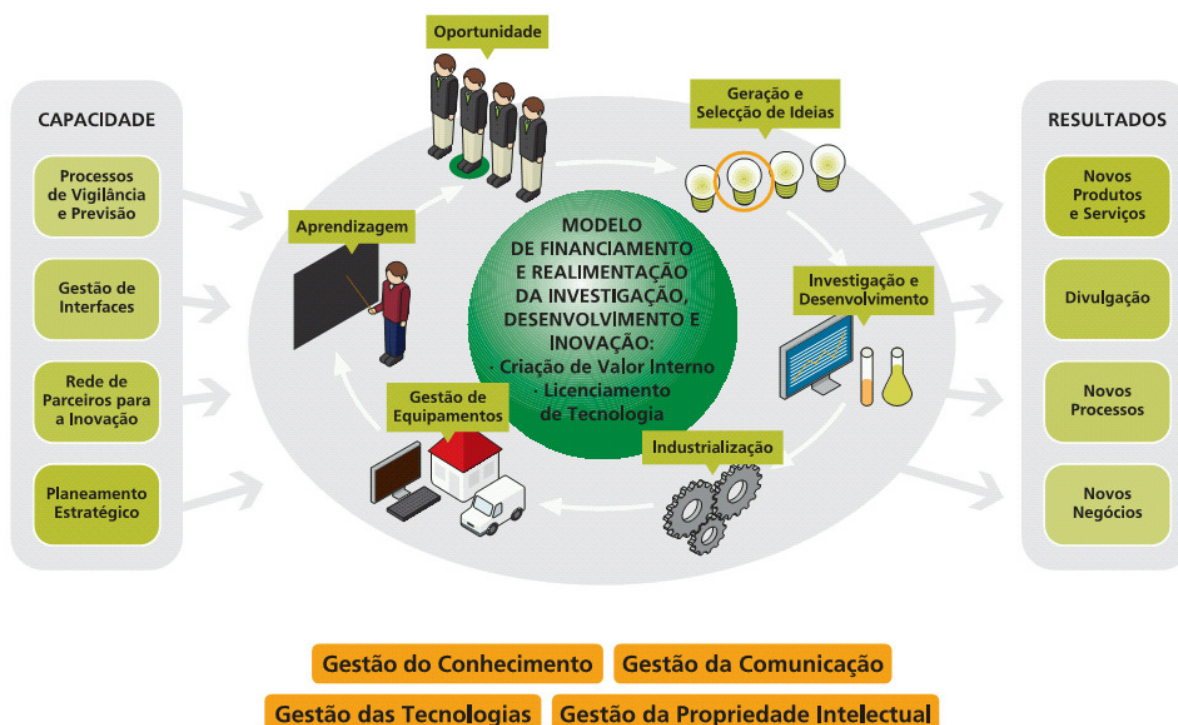 CAPACIDADE
Processos
de Vigilância
e Previsão
Gestão de
Interfaces
Rede de
Parceiros para
a Inovação
Planeamento
Estratégico
Oportunidade
Geração e
Selecção de Ideias
Investigação e
Desenvolvimento
Industrialização
Gestão de
Equipamentos
Aprendizagem
MODELO
DE FINANCIAMENTO
E REALIMENTAÇÃO
DA INVESTIGAÇÃO,
DESENVOLVIMENTO E
INOVAÇÃO:
· Criação de Valor Interno
· Licenciamento
de Tecnologia
RESULTADOS
Novos
Produtos
e Serviços
Divulgação
Novos
Processos
Novos
Negócios
Gestão do Conhecimento
Gestão da Comunicação
Gestão das Tecnologias
Gestão da Propriedade Intelectual